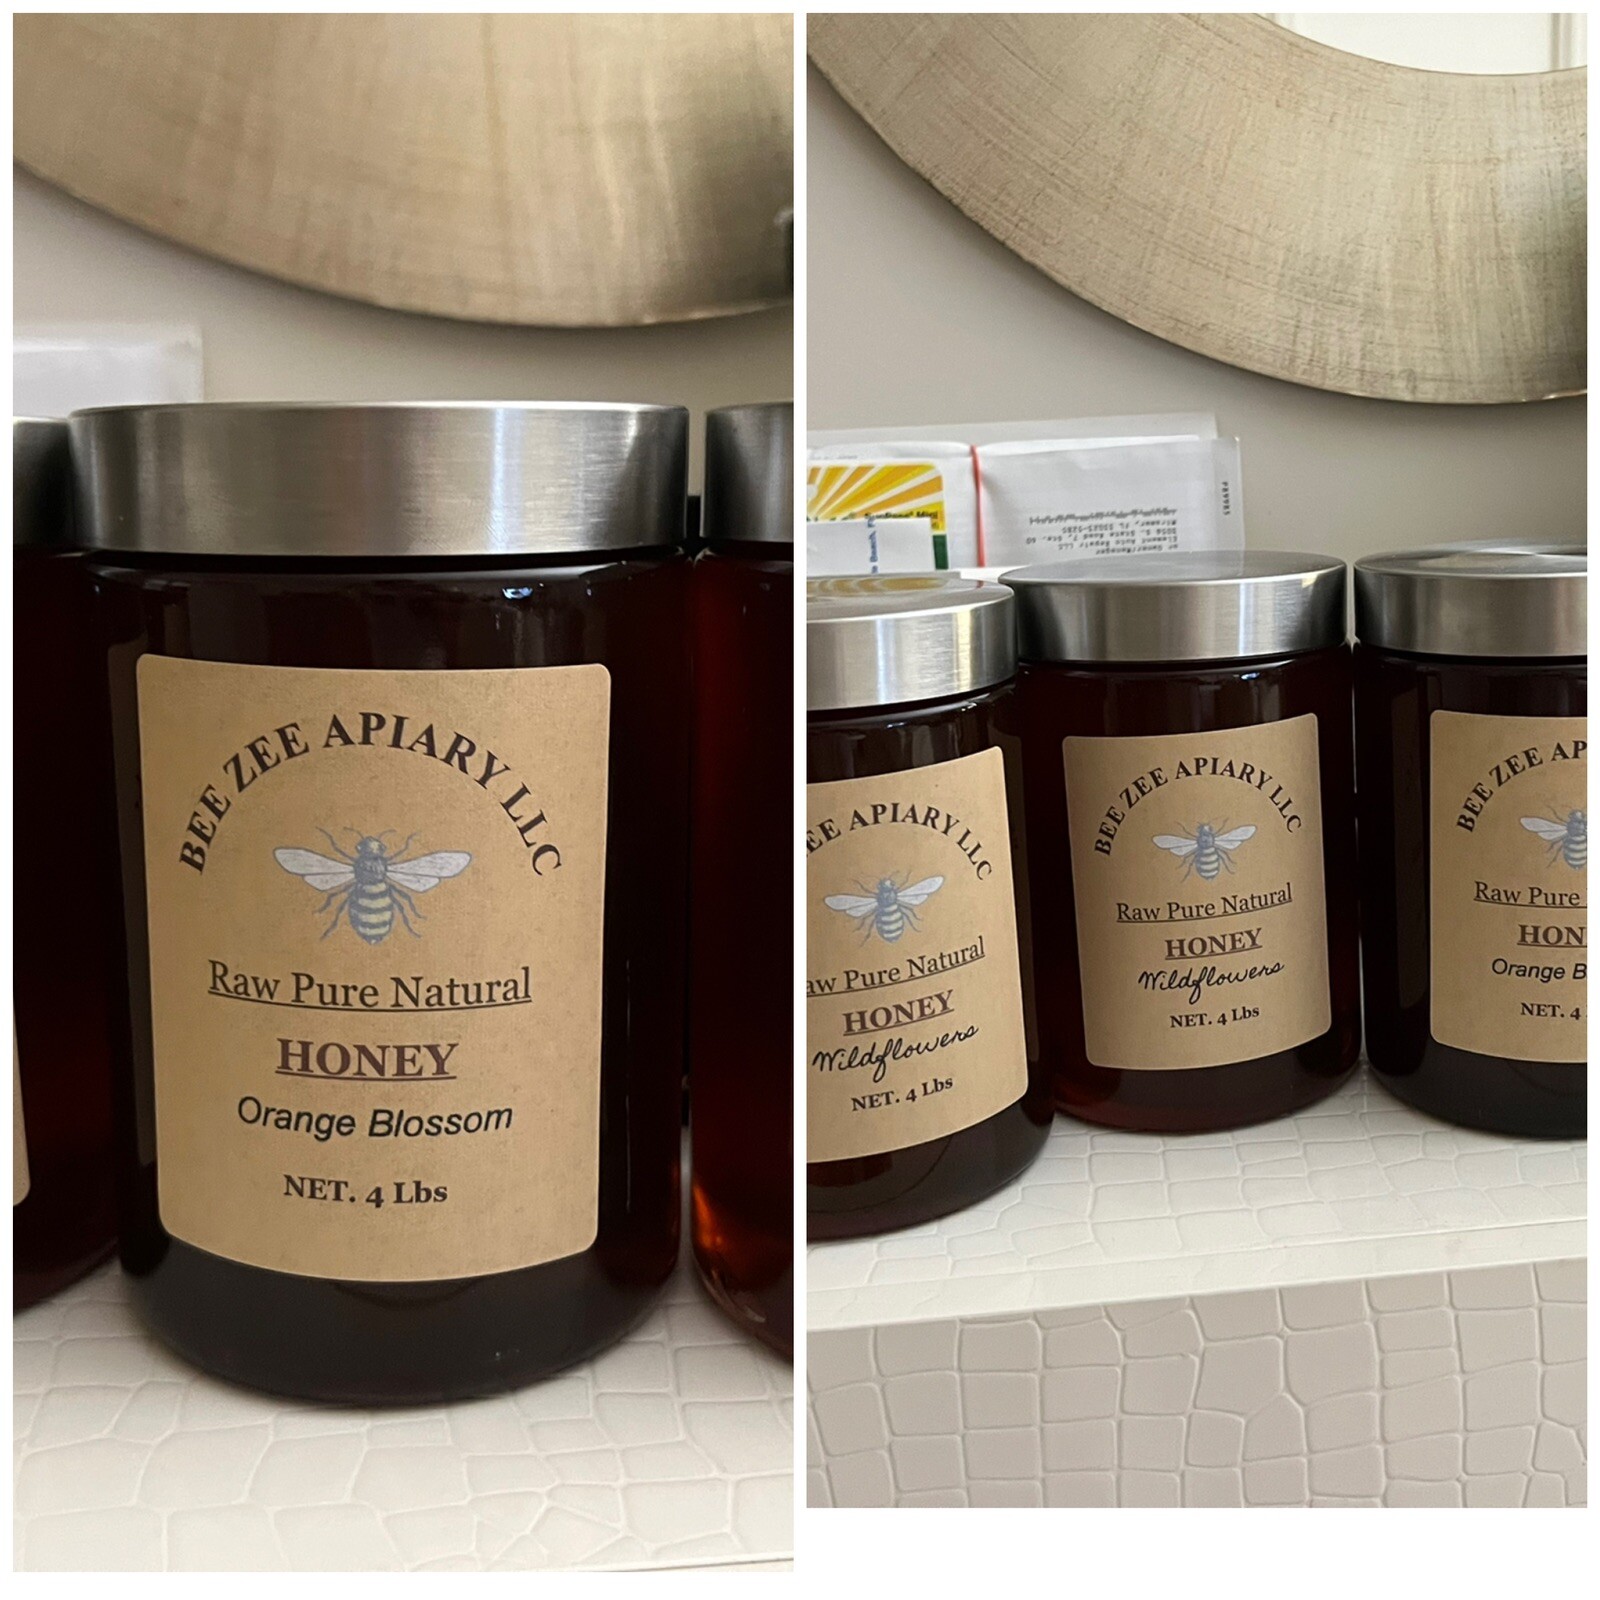 BEE ZEE APIARY LLC
Raw Pure Natural
HONEY
Orange Blossom
NET. 4 Lbs
EE APIARY LLC
aw Pure Natural
HONEY
Wildflowers
NET. 4 Lbs
BEE ZEE APIARY LLC
Raw Pure Natural
HONEY
Wildflowers
NET. 4 Lbs
BEE ZEE AP
Raw Pure
HON
Orange B
NET. 4